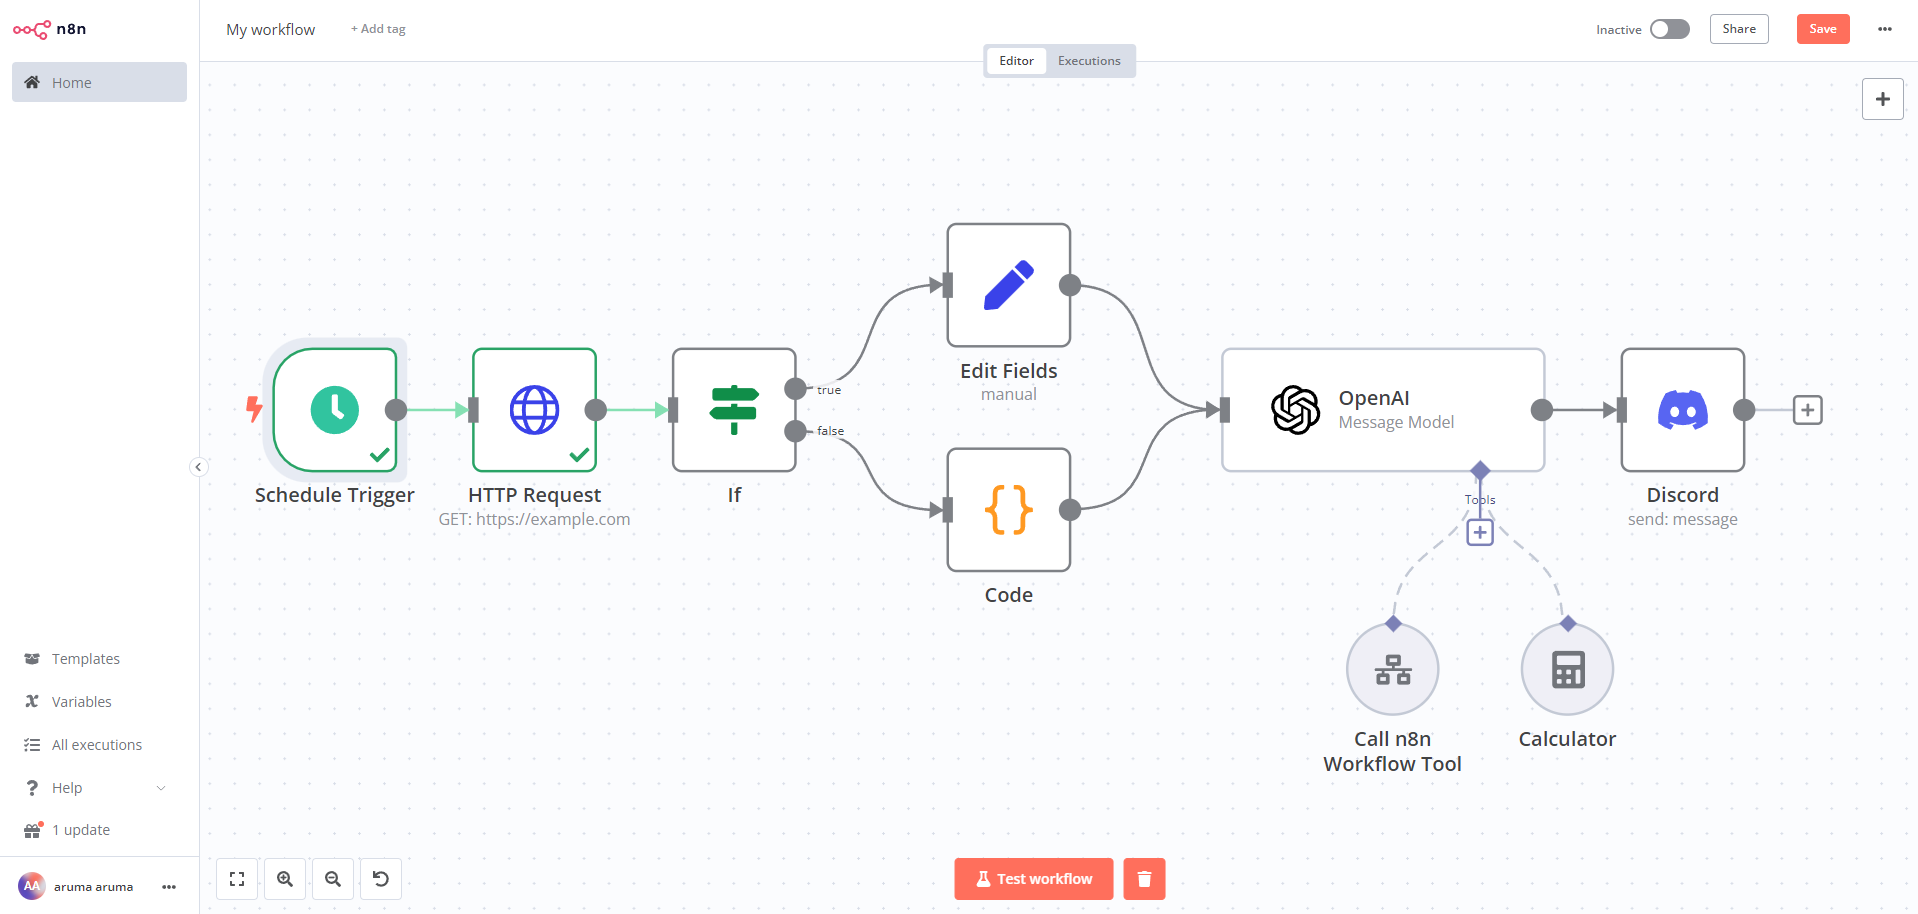 n8n
My workflow
+ Add tag
Inactive
Share
Save
Editor
Executions
Home
true
false
Edit Fields
manual
OpenAI
Message Model
Schedule Trigger
HTTP Request
GET: https://example.com
If
Tools
Discord
send: message
Code
Call n8n
Workflow Tool
Calculator
Templates
Variables
All executions
Help
1 update
AA
aruma aruma
Test workflow